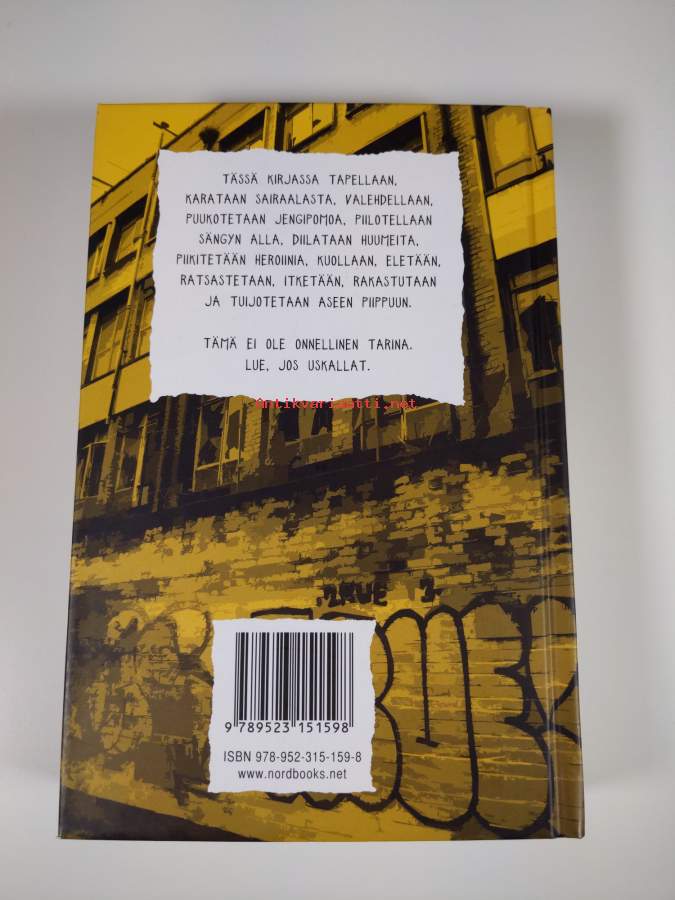 TÄSSÄ KIRJASSA TAPELLAAN,
KARATAAN SAIRAALASTA, VALEHDELLAAN,
PUUKOTETAAN JENGIPOMOA, PIILOTELLAAN
SÄNGYN ALLA, DIILATAAN HUUMEITA,
PIIKITETÄÄN HEROIINIA, KUOLLAAN, ELETÄÄN,
RATSASTETAAN, ITKETÄÄN, RAKASTUTAAN
JA TUIJOTETAAN ASEEN PIIPPUUN.
TÄMÄ EI OLE ONNELLINEN TARINA.
LUE, JOS USKALLAT.
Antikvariaatti.net
9 789523 151598
ISBN 978-952-315-159-8
www.nordbooks.net